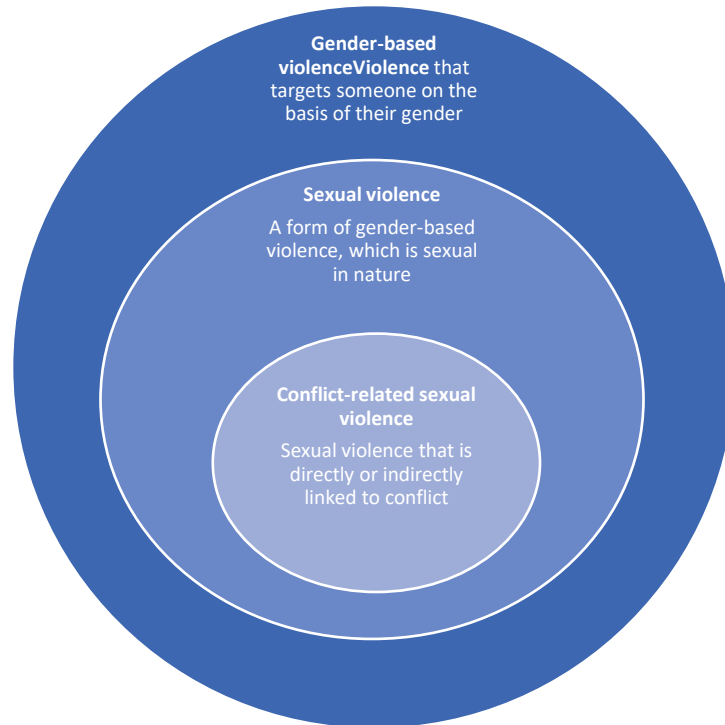 Gender-based
violenceViolence that
targets someone on the
basis of their gender
Sexual violence
A form of gender-based
violence, which is sexual
in nature
Conflict-related sexual
violence
Sexual violence that is
directly or indirectly
linked to conflict